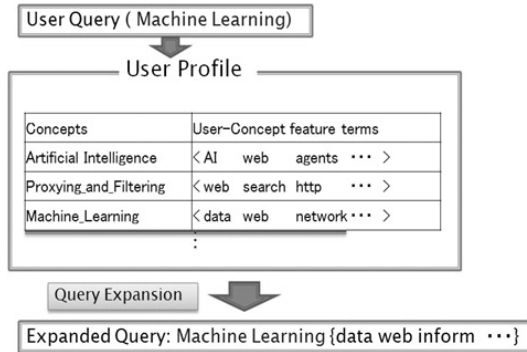 User Query ( Machine Learning)
User Profile
Concepts User-Concept feature terms
Artificial Intelligence < AI web agents ··· >
Proxying_and_Filtering < web search http ··· >
Machine_Learning < data web network ··· >
:
Query Expansion
Expanded Query: Machine Learning {data web inform ···}